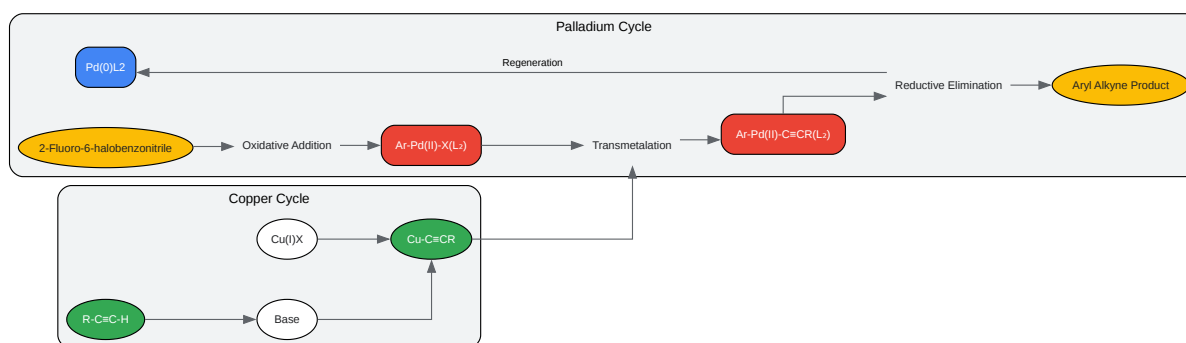 Palladium Cycle
Pd(0)L2
Regeneration
Reductive Elimination
Aryl Alkyne Product
2-Fluoro-6-halobenzonitrile
Oxidative Addition
Ar-Pd(II)-X(L₂)
Transmetalation
Ar-Pd(II)-C≡CR(L₂)
Copper Cycle
Cu(I)X
Cu-C≡CR
R-C≡C-H
Base